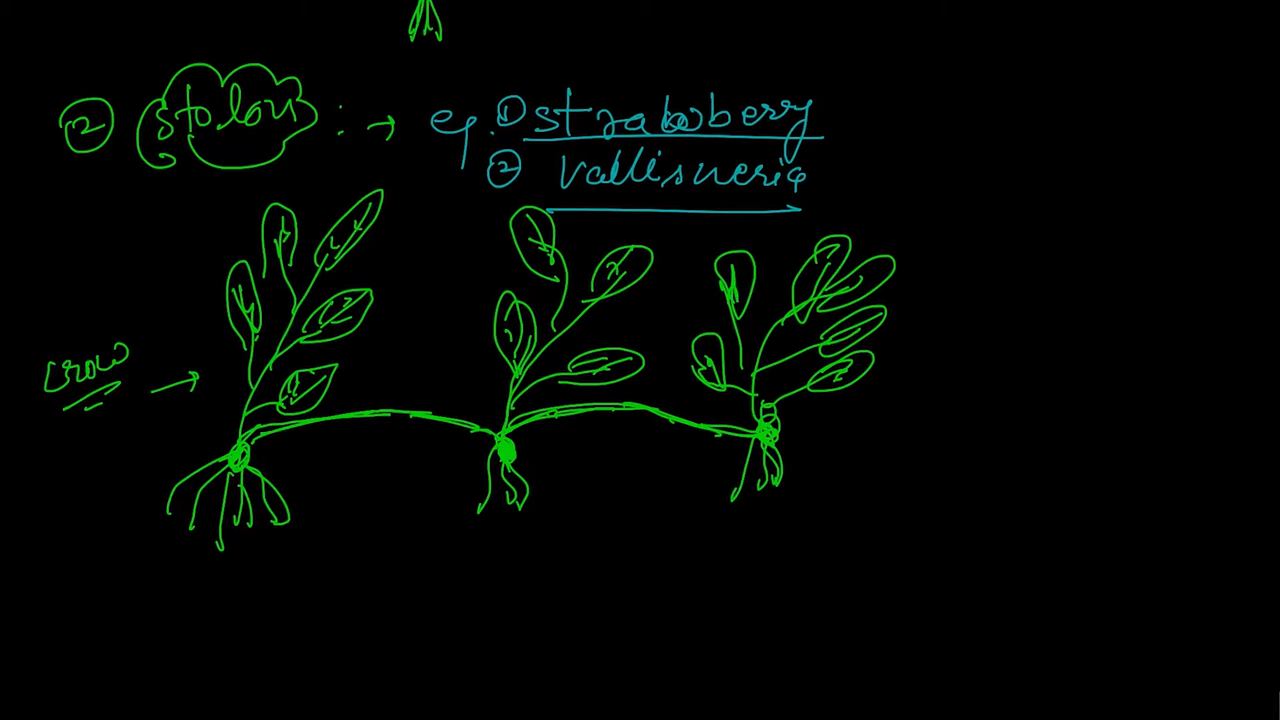 ② stolon : → eg. ① strawberry
② Vallisneria
crow →